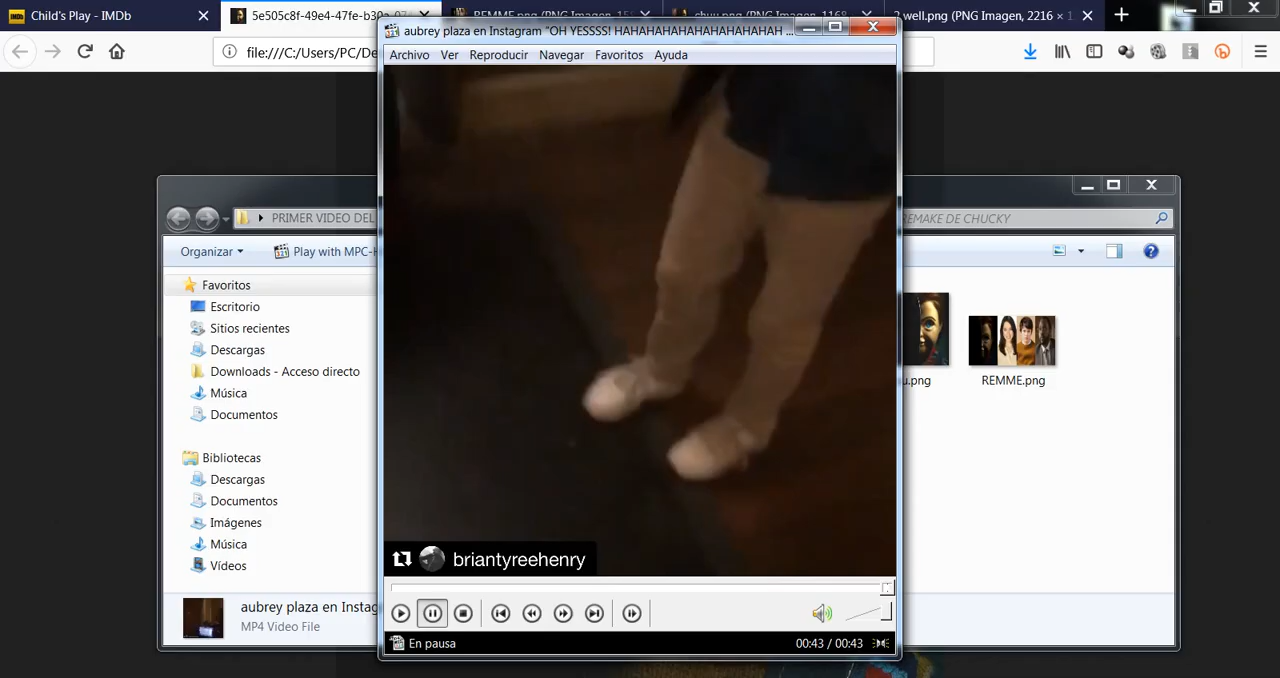 Child's Play - IMDb
5e505c8f-49e4-47fe-b30a-07
REMME.png (PNG Imagen, 15
chuu.png (PNG Imagen, 1168
2 well.png (PNG Imagen, 2216 × 1
file:///C:/Users/PC/De
aubrey plaza en Instagram "OH YESSSS! HAHAHAHAHAHAHAHAHAH ...
Archivo Ver Reproducir Navegar Favoritos Ayuda
PRIMER VIDEO DEL
REMAKE DE CHUCKY
Organizar
Play with MPC-H
Favoritos
Escritorio
Sitios recientes
Descargas
Downloads - Acceso directo
Música
Documentos
Bibliotecas
Descargas
Documentos
Imágenes
Música
Vídeos
u.png
REMME.png
briantyreehenry
aubrey plaza en Instag
MP4 Video File
En pausa
00:43 / 00:43